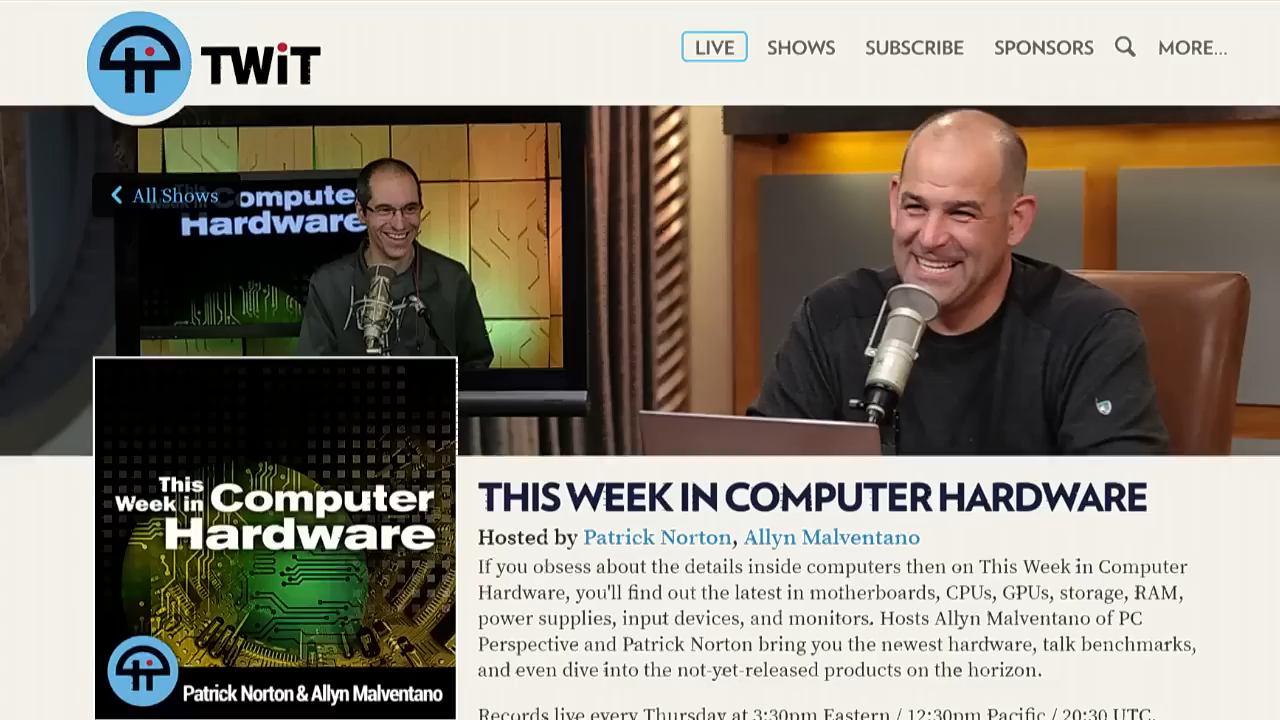 TWiT
LIVE SHOWS SUBSCRIBE SPONSORS MORE...
All Shows
Computer
Hardware
This
Week in Computer
Hardware
Patrick Norton & Allyn Malventano
THIS WEEK IN COMPUTER HARDWARE
Hosted by Patrick Norton, Allyn Malventano
If you obsess about the details inside computers then on This Week in Computer
Hardware, you'll find out the latest in motherboards, CPUs, GPUs, storage, RAM,
power supplies, input devices, and monitors. Hosts Allyn Malventano of PC
Perspective and Patrick Norton bring you the newest hardware, talk benchmarks,
and even dive into the not-yet-released products on the horizon.
Records live every Thursday at 3:30pm Eastern / 12:30pm Pacific / 20:30 UTC.